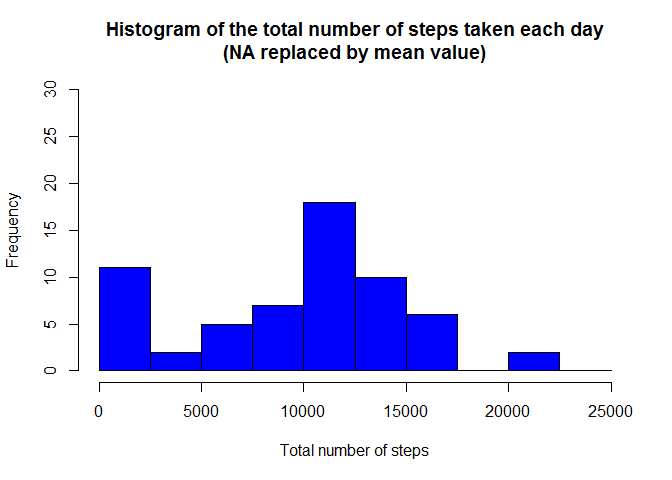 Histogram of the total number of steps taken each day
(NA replaced by mean value)
30
25
20
15
10
5
0
Frequency
0 5000 10000 15000 20000 25000
Total number of steps